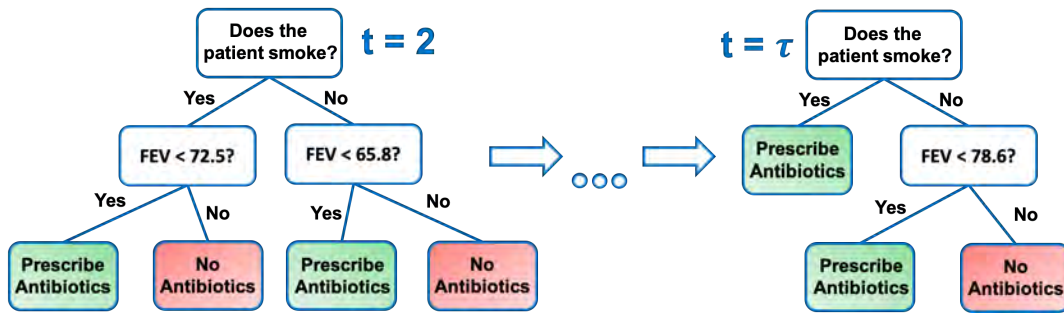 Does the
patient smoke?
t = 2
Yes
No
FEV < 72.5?
FEV < 65.8?
Yes
No
Yes
No
Prescribe
Antibiotics
No
Antibiotics
Prescribe
Antibiotics
No
Antibiotics
t = τ
Does the
patient smoke?
Yes
No
Prescribe
Antibiotics
FEV < 78.6?
Yes
No
Prescribe
Antibiotics
No
Antibiotics